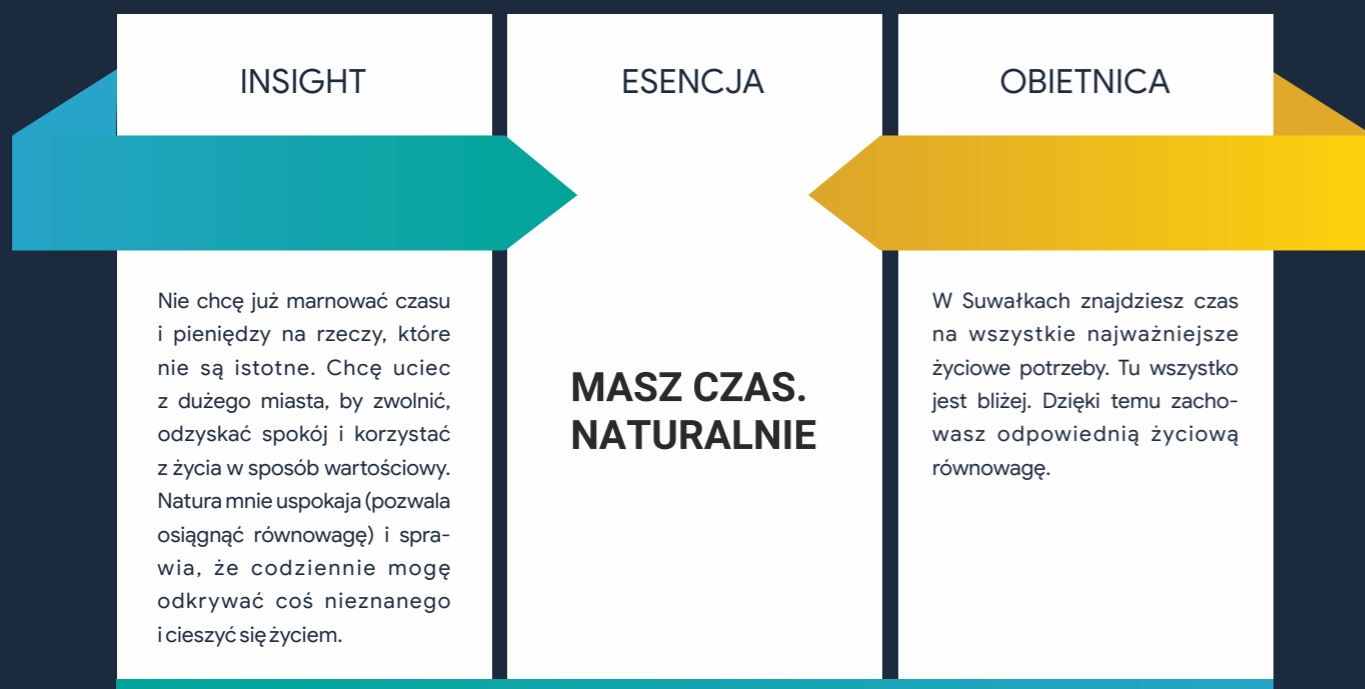 INSIGHT
Nie chcę już marnować czasu
i pieniędzy na rzeczy, które
nie są istotne. Chcę uciec
z dużego miasta, by zwolnić,
odzyskać spokój i korzystać
z życia w sposób wartościowy.
Natura mnie uspokaja (pozwala
osiągnąć równowagę) i spra-
wia, że codziennie mogę
odkrywać coś nieznanego
i cieszyć się życiem.
ESENCJA
MASZ CZAS.
NATURALNIE
OBIETNICA
W Suwałkach znajdziesz czas
na wszystkie najważniejsze
życiowe potrzeby. Tu wszystko
jest bliżej. Dzięki temu zacho-
wasz odpowiednią życiową
równowagę.